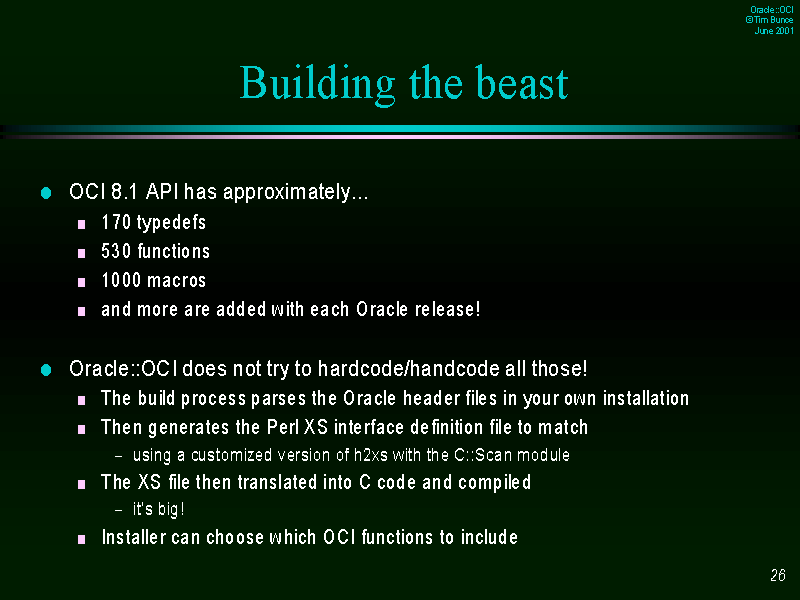 Oracle::OCI
©Tim Bunce
June 2001
Building the beast
OCI 8.1 API has approximately...
170 typedefs
530 functions
1000 macros
and more are added with each Oracle release!
Oracle::OCI does not try to hardcode/handcode all those!
The build process parses the Oracle header files in your own installation
Then generates the Perl XS interface definition file to match
– using a customized version of h2xs with the C::Scan module
The XS file then translated into C code and compiled
– it's big!
Installer can choose which OCI functions to include
26